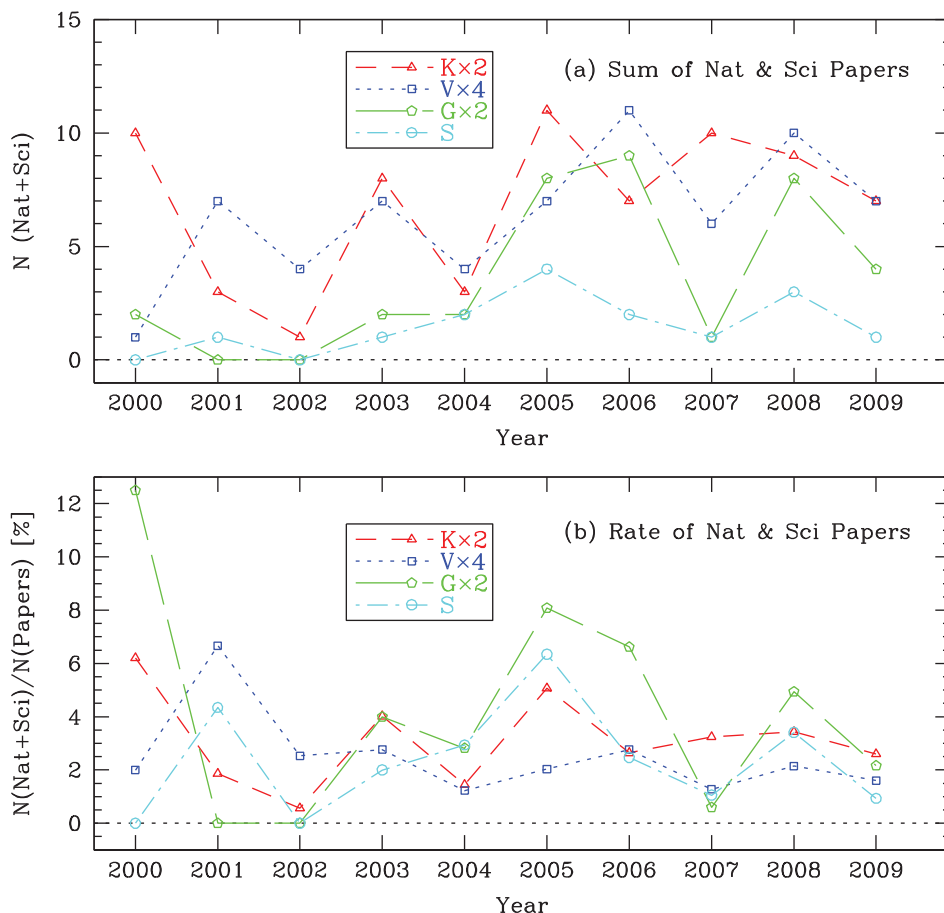 15
(a) Sum of Nat & Sci Papers
K×2
V×4
G×2
S
10
5
0
N (Nat+Sci)
2000 2001 2002 2003 2004 2005 2006 2007 2008 2009
Year
12
(b) Rate of Nat & Sci Papers
K×2
V×4
G×2
S
10
8
6
4
2
0
N(Nat+Sci)/N(Papers) [%]
2000 2001 2002 2003 2004 2005 2006 2007 2008 2009
Year